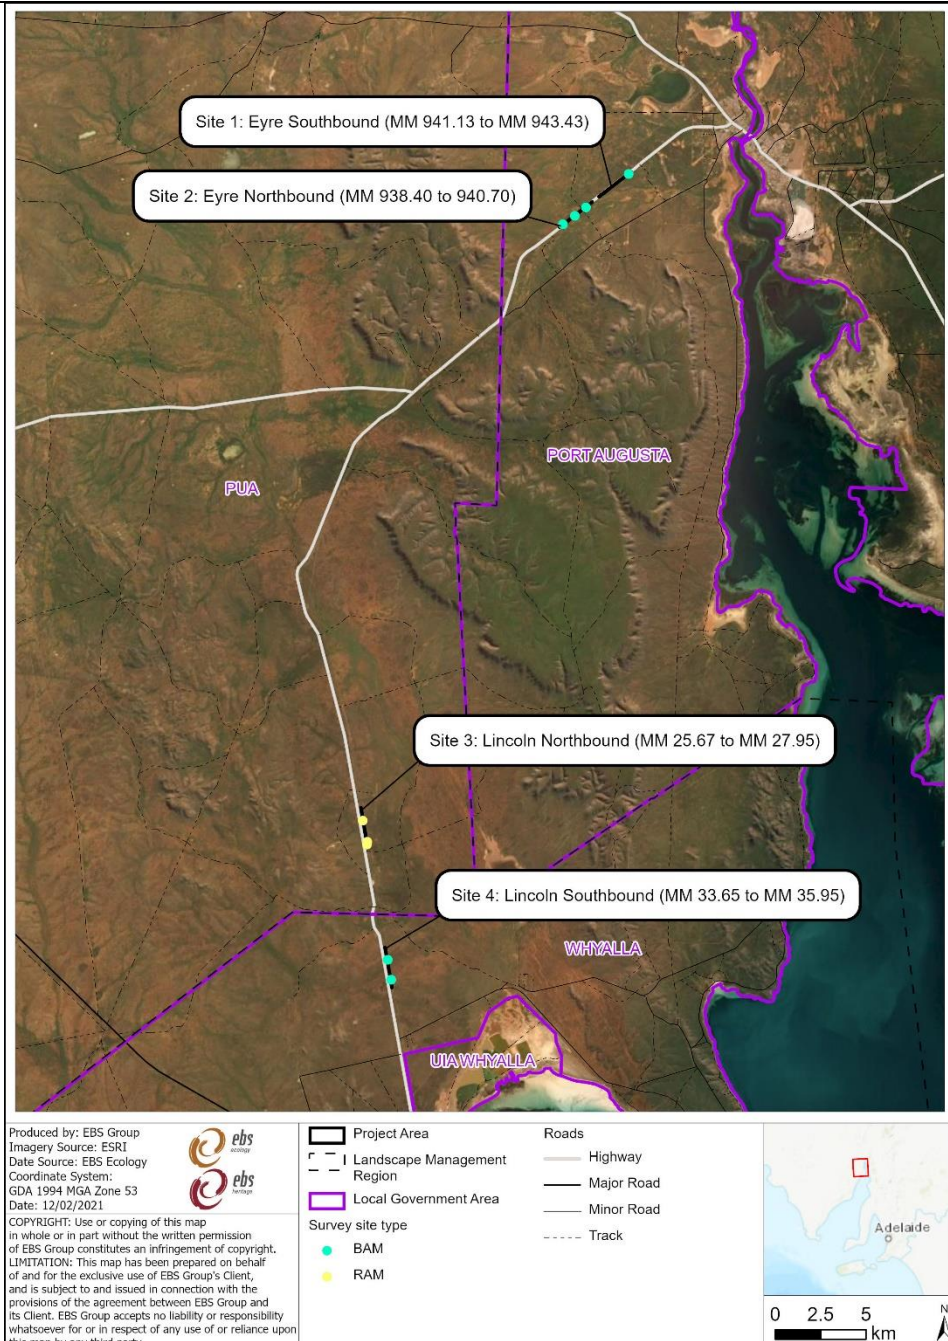 Site 1: Eyre Southbound (MM 941.13 to MM 943.43)
Site 2: Eyre Northbound (MM 938.40 to 940.70)
PORT AUGUSTA
PUA
Site 3: Lincoln Northbound (MM 25.67 to MM 27.95)
Site 4: Lincoln Southbound (MM 33.65 to MM 35.95)
WHYALLA
UIA WHYALLA
Produced by: EBS Group
Imagery Source: ESRI
Date Source: EBS Ecology
Coordinate System:
GDA 1994 MGA Zone 53
Date: 12/02/2021
ebs
ecology
ebs
heritage
COPYRIGHT: Use or copying of this map
in whole or in part without the written permission
of EBS Group constitutes an infringement of copyright.
LIMITATION: This map has been prepared on behalf
of and for the exclusive use of EBS Group's Client,
and is subject to and issued in connection with the
provisions of the agreement between EBS Group and
its Client. EBS Group accepts no liability or responsibility
whatsoever for or in respect of any use of or reliance upon
this map by any third party.
Project Area
Landscape Management
Region
Local Government Area
Survey site type
BAM
RAM
Roads
Highway
Major Road
Minor Road
Track
Adelaide
0 2.5 5
km
N